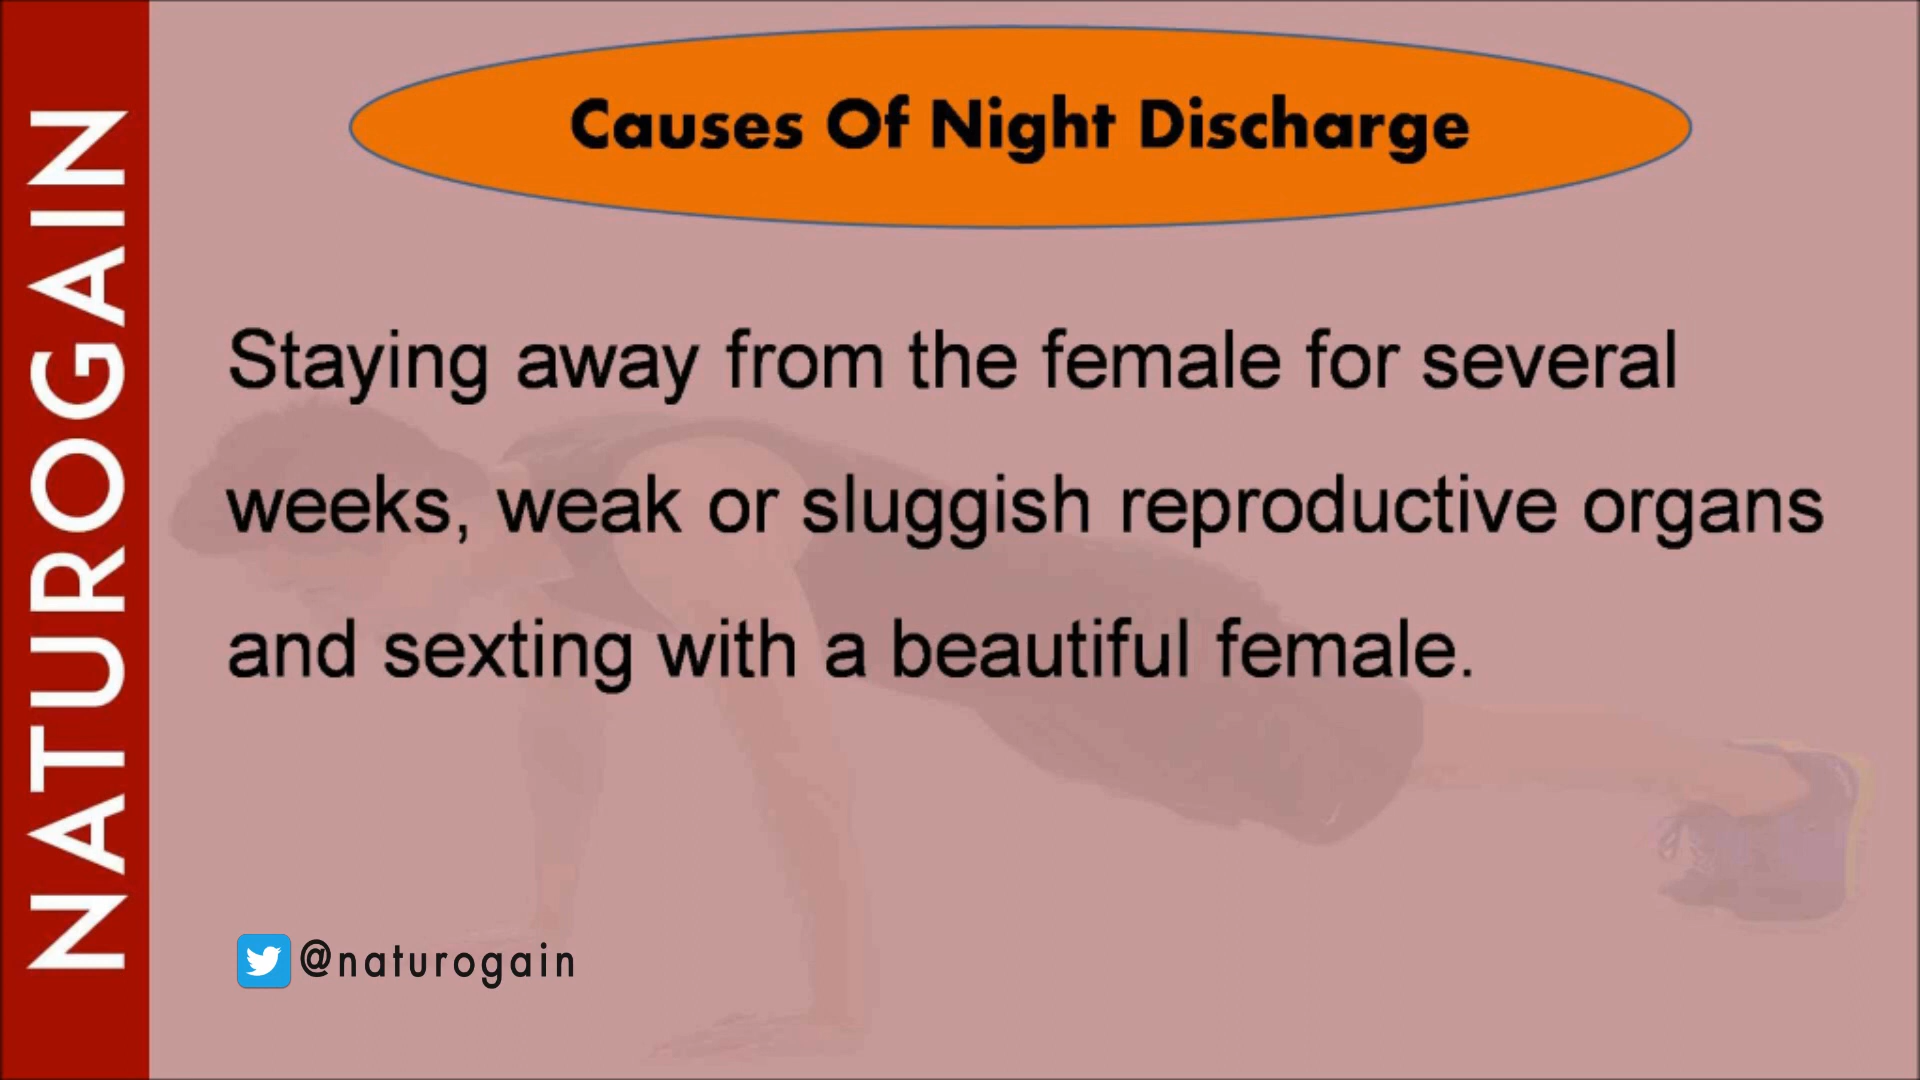 NATUROGAIN
Causes Of Night Discharge
Staying away from the female for several
weeks, weak or sluggish reproductive organs
and sexting with a beautiful female.
@naturogain